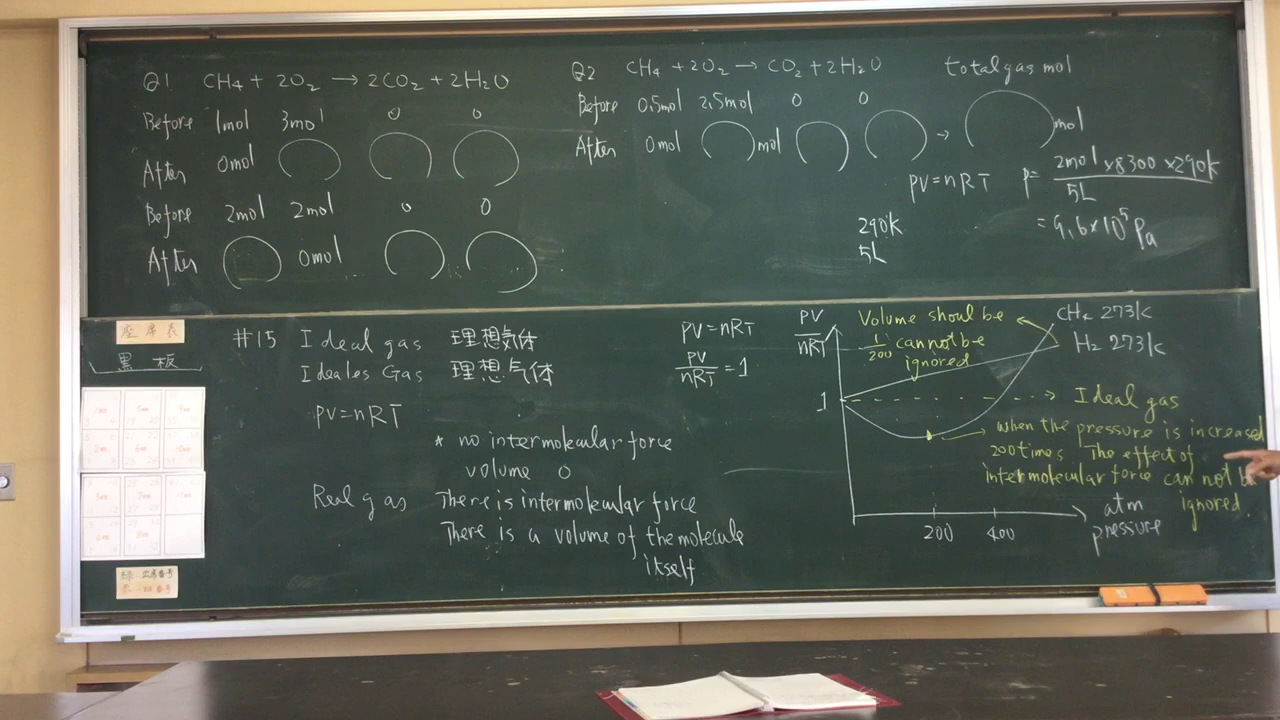 Q1 CH4 + 2O2 → 2CO2 + 2H2O
Before 1mol 3mol 0 0
After 0mol
Before 2mol 2mol 0 0
After 0mol
Q2 CH4 + 2O2 → CO2 + 2H2O total gas mol
Before 0,5mol 2,5mol 0 0
After 0mol mol → mol
PV=nRT P= 2mol×8300×290k / 5L
= 9,6×10⁵ Pa
290k
5L
座席表
黒板
#15 Ideal gas 理想気体
Ideales Gas 理想气体
PV=nRT
* no intermolecular force
volume 0
Real gas There is intermolecular force
There is a volume of the molecule
itself
PV=nRT
PV/nRT = 1
PV/nRT
1
Volume shoud be
1/200 cannot be
ignored
CH4 273k
H2 273k
Ideal gas
when the pressure is increased
200times The effect of
intermolecular force can not be
ignored.
200 400
atm
pressure